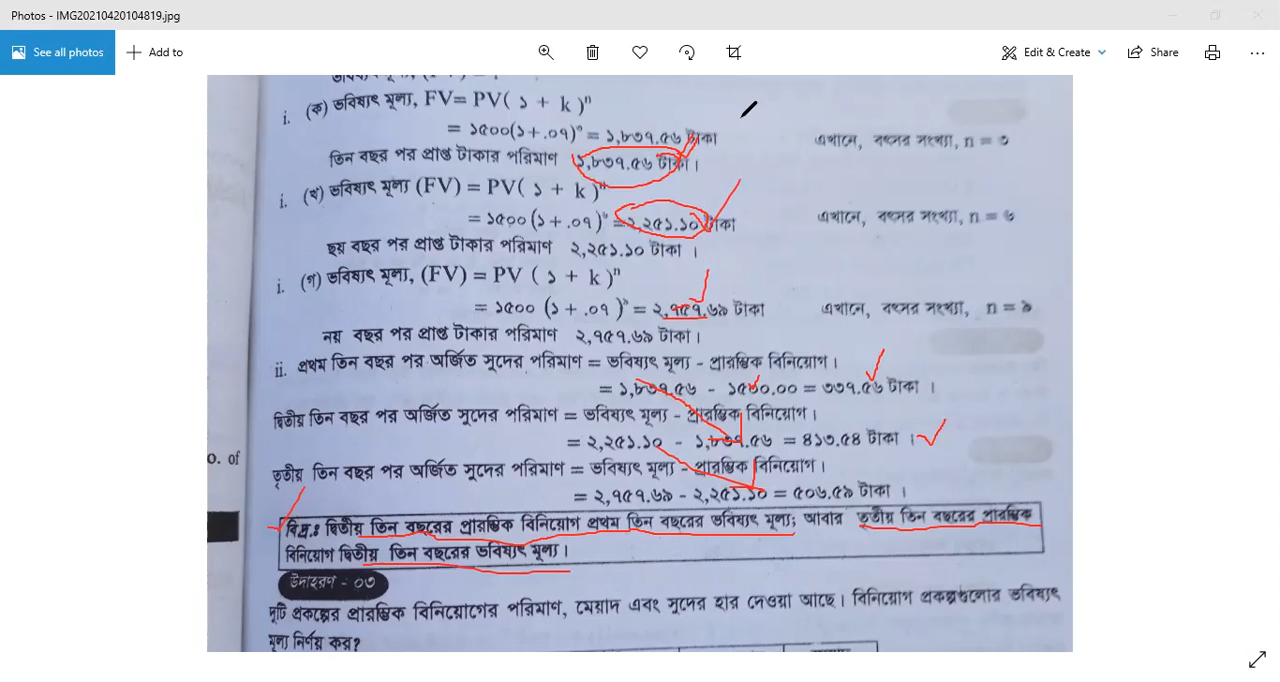 Photos - IMG20210420104819.jpg
See all photos
Add to
Edit & Create
Share
i. (ক) ভবিষ্যৎ মূল্য, FV= PV( ১ + k )ⁿ
= ১৫০০(১+.০৭)^৩ = ১,৮৩৭.৫৬ টাকা এখানে, বৎসর সংখ্যা, n = ৩
তিন বছর পর প্রাপ্ত টাকার পরিমাণ ১,৮৩৭.৫৬ টাকা।
i. (খ) ভবিষ্যৎ মূল্য (FV) = PV( ১ + k )ⁿ
= ১৫০০ (১ + .০৭)^৬ = ২,২৫১.১০ টাকা এখানে, বৎসর সংখ্যা, n = ৬
ছয় বছর পর প্রাপ্ত টাকার পরিমাণ ২,২৫১.১০ টাকা ।
i. (গ) ভবিষ্যৎ মূল্য, (FV) = PV ( ১ + k )ⁿ
= ১৫০০ (১ + .০৭)^৯ = ২,৭৫৭.৬৯ টাকা এখানে, বৎসর সংখ্যা, n = ৯
নয় বছর পর প্রাপ্ত টাকার পরিমাণ ২,৭৫৭.৬৯ টাকা।
ii. প্রথম তিন বছর পর অর্জিত সুদের পরিমাণ = ভবিষ্যৎ মূল্য - প্রারম্ভিক বিনিয়োগ।
= ১,৮৩৭.৫৬ - ১৫০০.০০ = ৩৩৭.৫৬ টাকা ।
দ্বিতীয় তিন বছর পর অর্জিত সুদের পরিমাণ = ভবিষ্যৎ মূল্য - প্রারম্ভিক বিনিয়োগ।
= ২,২৫১.১০ - ১,৮৩৭.৫৬ = ৪১৩.৫৪ টাকা ।
o. of
তৃতীয় তিন বছর পর অর্জিত সুদের পরিমাণ = ভবিষ্যৎ মূল্য - প্রারম্ভিক বিনিয়োগ।
= ২,৭৫৭.৬৯ - ২,২৫১.১০ = ৫০৬.৫৯ টাকা ।
বি.দ্র.: দ্বিতীয় তিন বছরের প্রারম্ভিক বিনিয়োগ প্রথম তিন বছরের ভবিষ্যৎ মূল্য; আবার তৃতীয় তিন বছরের প্রারম্ভিক
বিনিয়োগ দ্বিতীয় তিন বছরের ভবিষ্যৎ মূল্য।
উদাহরণ - ০৩
দুটি প্রকল্পের প্রারম্ভিক বিনিয়োগের পরিমাণ, মেয়াদ এবং সুদের হার দেওয়া আছে। বিনিয়োগ প্রকল্পগুলোর ভবিষ্যৎ
মূল্য নির্ণয় কর?